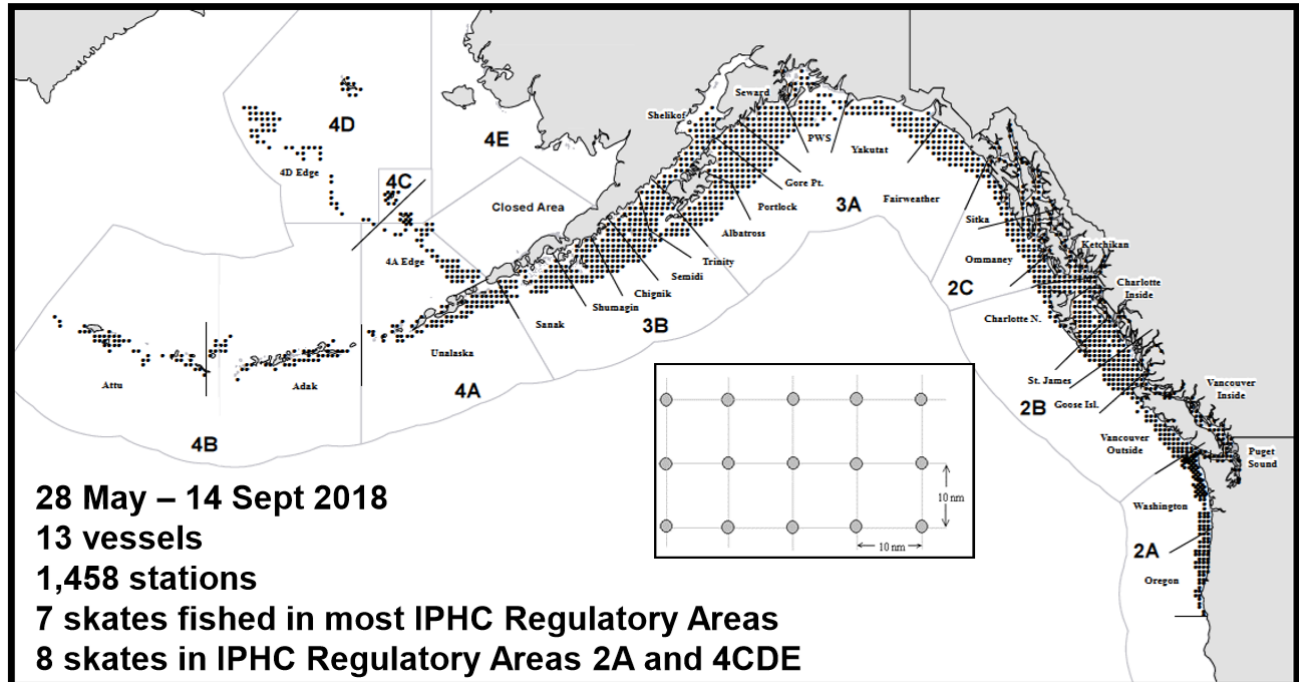 4D
4E
Shelikof
Seward
PWS
Yakutat
4D Edge
4C
Gore Pt.
Closed Area
Portlock
3A
Fairweather
Albatross
Sitka
4A Edge
Trinity
Ketchikan
Semidi
Ommaney
Charlotte
Inside
Chignik
2C
Shumagin
Charlotte N.
Sanak
3B
Unalaska
St. James
Attu
Adak
4A
Vancouver
Inside
2B
Goose Isl.
4B
Vancouver
Outside
Puget
Sound
10 nm
10 nm
Washington
2A
Oregon
28 May – 14 Sept 2018
13 vessels
1,458 stations
7 skates fished in most IPHC Regulatory Areas
8 skates in IPHC Regulatory Areas 2A and 4CDE